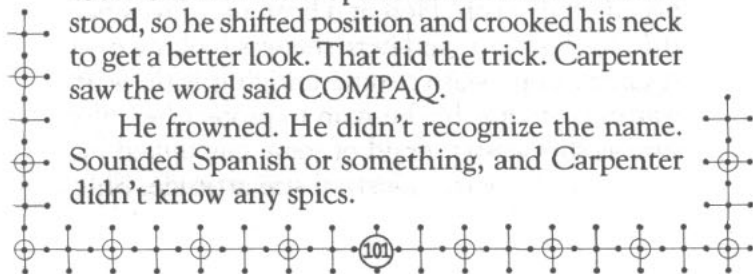 stood, so he shifted position and crooked his neck
to get a better look. That did the trick. Carpenter
saw the word said COMPAQ.
He frowned. He didn't recognize the name.
Sounded Spanish or something, and Carpenter
didn't know any spics.
101